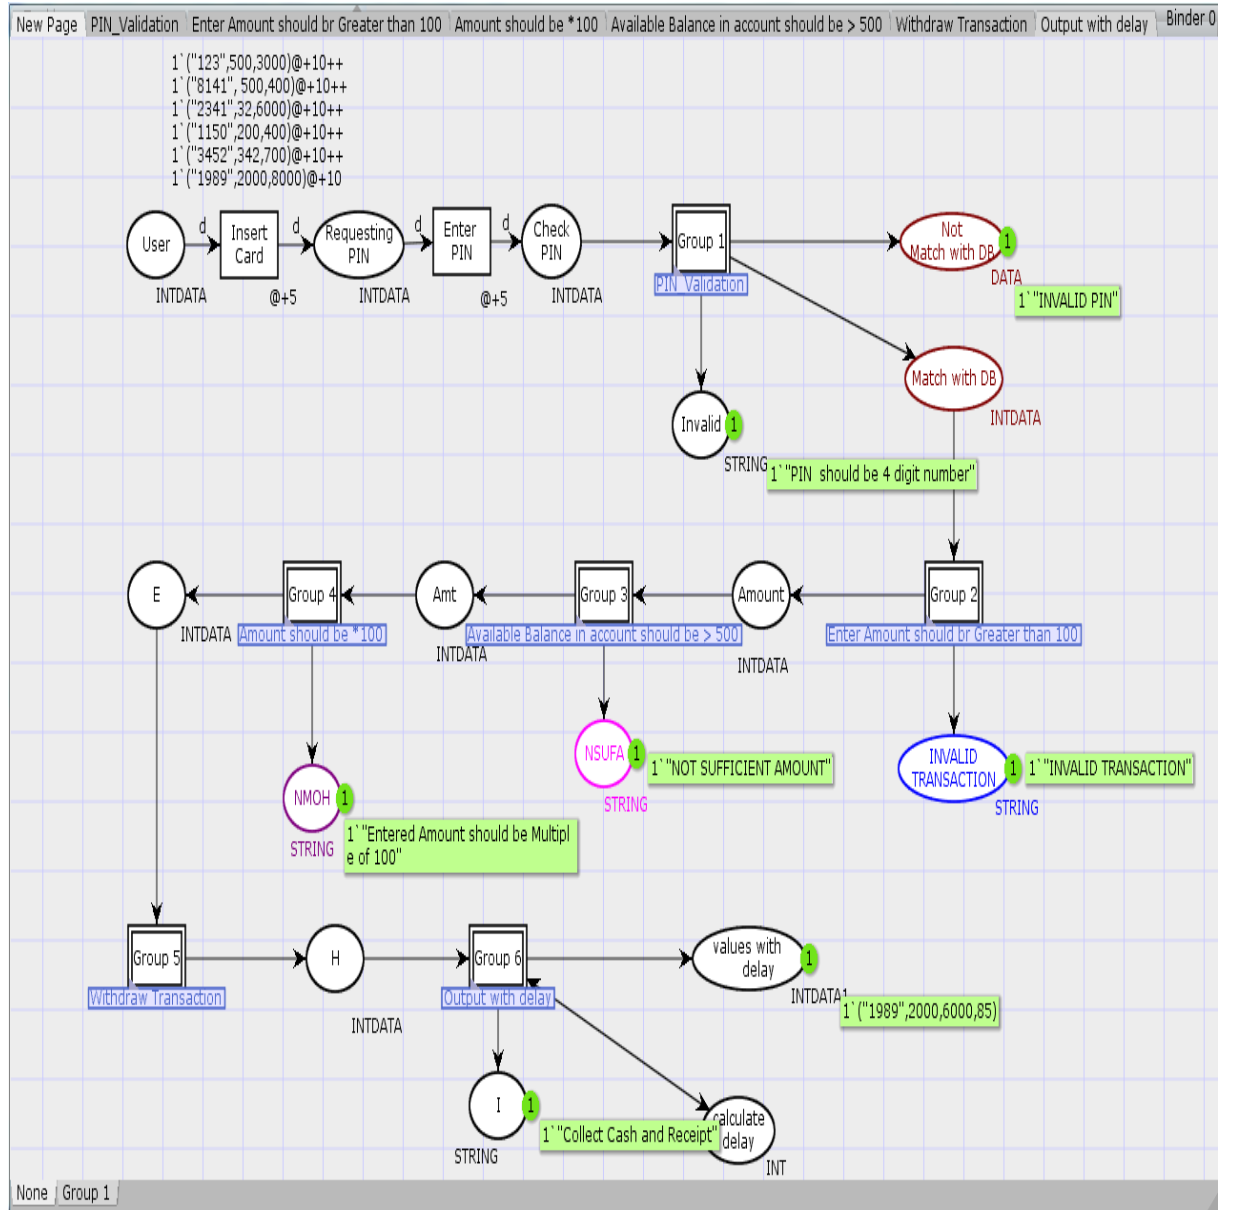 New Page PIN_Validation Enter Amount should br Greater than 100 Amount should be *100 Available Balance in account should be > 500 Withdraw Transaction Output with delay Binder 0
1`("123",500,3000)@+10++
1`("8141", 500,400)@+10++
1`("2341",32,6000)@+10++
1`("1150",200,400)@+10++
1`("3452",342,700)@+10++
1`("1989",2000,8000)@+10
User
INTDATA
d
Insert
Card
@+5
d
Requesting
PIN
INTDATA
d
Enter
PIN
@+5
d
Check
PIN
INTDATA
Group 1
PIN_Validation
Not
Match with DB
1
DATA
1`"INVALID PIN"
Match with DB
INTDATA
Invalid
1
STRING
1`"PIN  should be 4 digit number"
E
INTDATA
Group 4
Amount should be *100
Amt
INTDATA
Group 3
Available Balance in account should be > 500
Amount
INTDATA
Group 2
Enter Amount should br Greater than 100
NMOH
1
STRING
1`"Entered Amount should be Multipl
e of 100"
NSUFA
1
STRING
1`"NOT SUFFICIENT AMOUNT"
INVALID
TRANSACTION
1
STRING
1`"INVALID TRANSACTION"
Group 5
Withdraw Transaction
H
INTDATA
Group 6
Output with delay
values with
delay
1
INTDATA1
1`("1989",2000,6000,85)
I
1
STRING
1`"Collect Cash and Receipt"
calculate
delay
INT
None Group 1